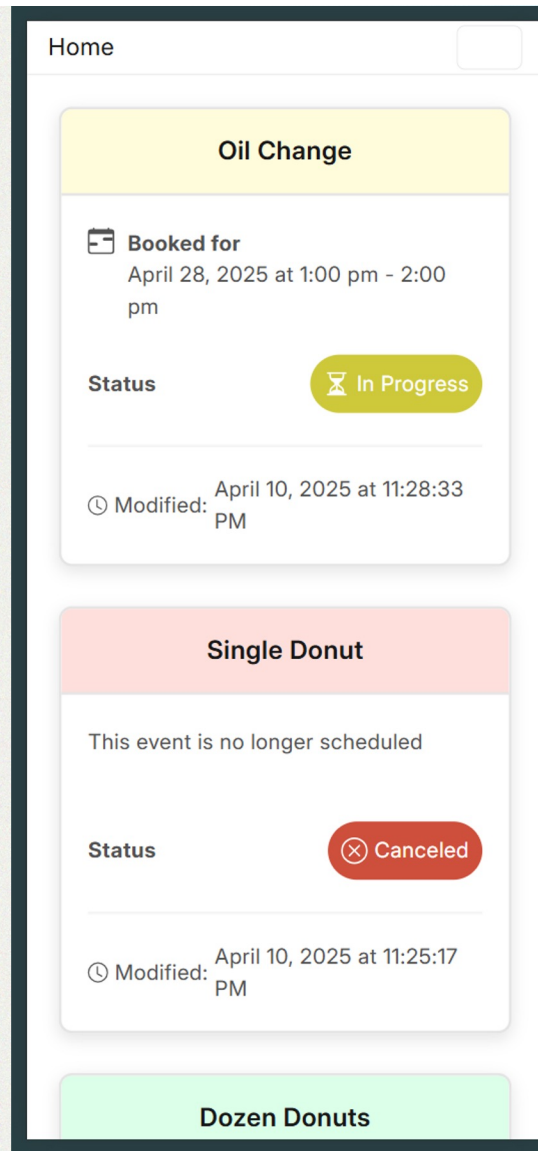 Home
Oil Change
Booked for
April 28, 2025 at 1:00 pm - 2:00
pm
Status
In Progress
Modified: April 10, 2025 at 11:28:33
PM
Single Donut
This event is no longer scheduled
Status
Canceled
Modified: April 10, 2025 at 11:25:17
PM
Dozen Donuts